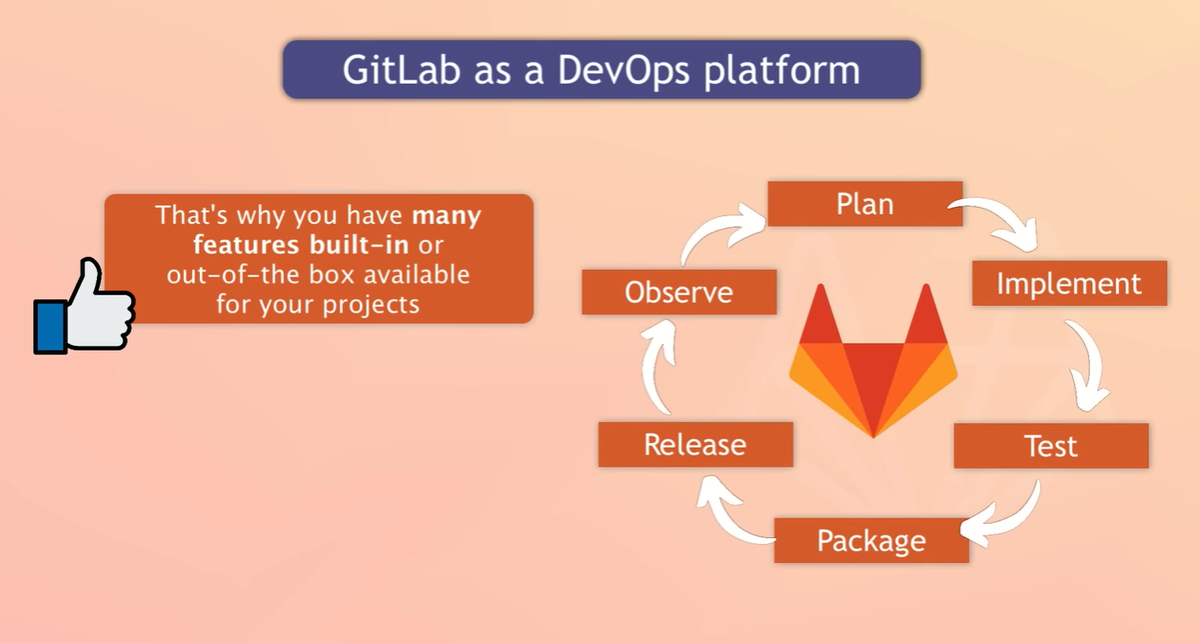 GitLab as a DevOps platform
That's why you have many
features built-in or
out-of-the box available
for your projects
Plan
Implement
Test
Package
Release
Observe